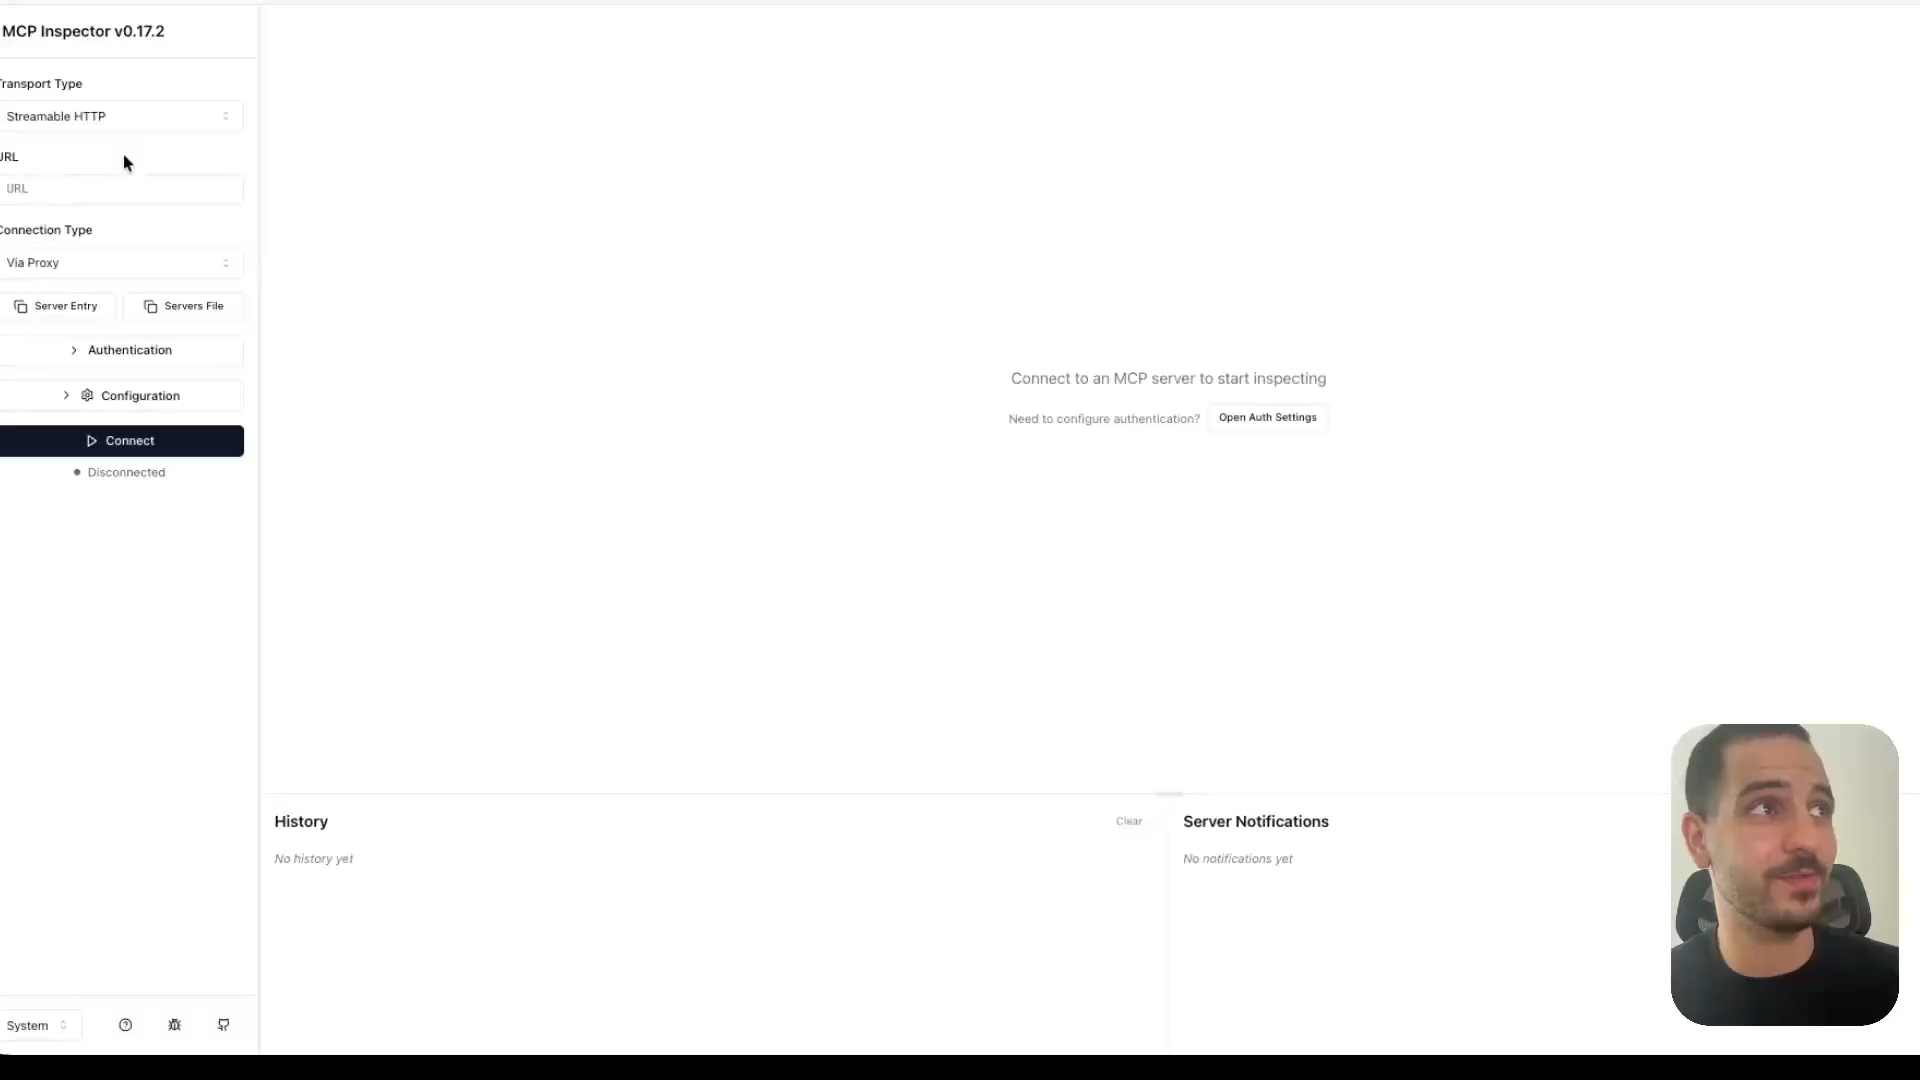 MCP Inspector v0.17.2
Transport Type
Streamable HTTP
URL
URL
Connection Type
Via Proxy
Server Entry
Servers File
Authentication
Configuration
Connect
Disconnected
Connect to an MCP server to start inspecting
Need to configure authentication? Open Auth Settings
History
Clear
No history yet
Server Notifications
No notifications yet
System